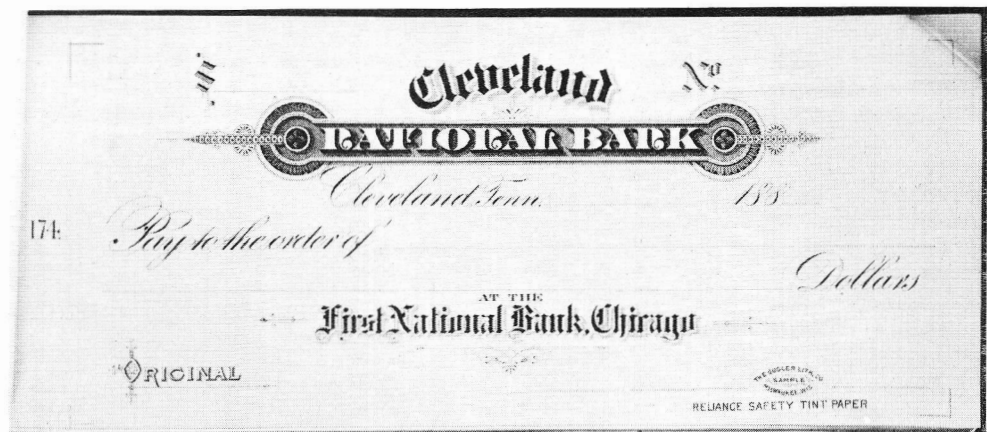 Cleveland
No
NATIONAL BANK
Cleveland, Tenn. 188
174.
Pay to the order of
Dollars
AT THE
First National Bank, Chicago
ORIGINAL
THE GUGLER LITH. CO
SAMPLE
MILWAUKEE, WIS.
RELIANCE SAFETY TINT PAPER